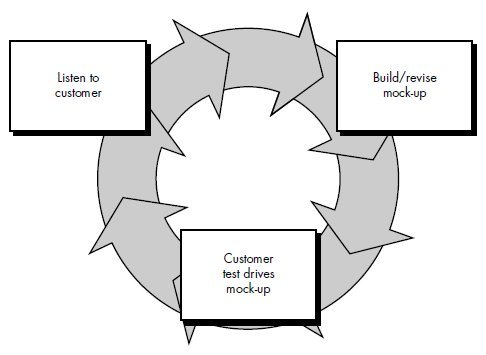 Listen to
customer
Build/revise
mock-up
Customer
test drives
mock-up